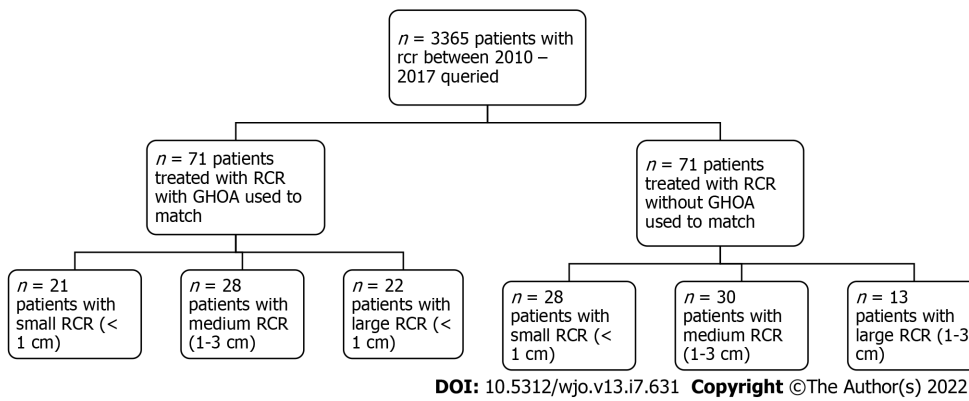 n = 3365 patients with
rcr between 2010 –
2017 queried
n = 71 patients
treated with RCR
with GHOA used to
match
n = 71 patients
treated with RCR
without GHOA
used to match
n = 21
patients with
small RCR (<
1 cm)
n = 28
patients with
medium RCR
(1-3 cm)
n = 22
patients with
large RCR (<
1 cm)
n = 28
patients with
small RCR (<
1 cm)
n = 30
patients with
medium RCR
(1-3 cm)
n = 13
patients with
large RCR (1-3
cm)
DOI: 10.5312/wjo.v13.i7.631 Copyright ©The Author(s) 2022